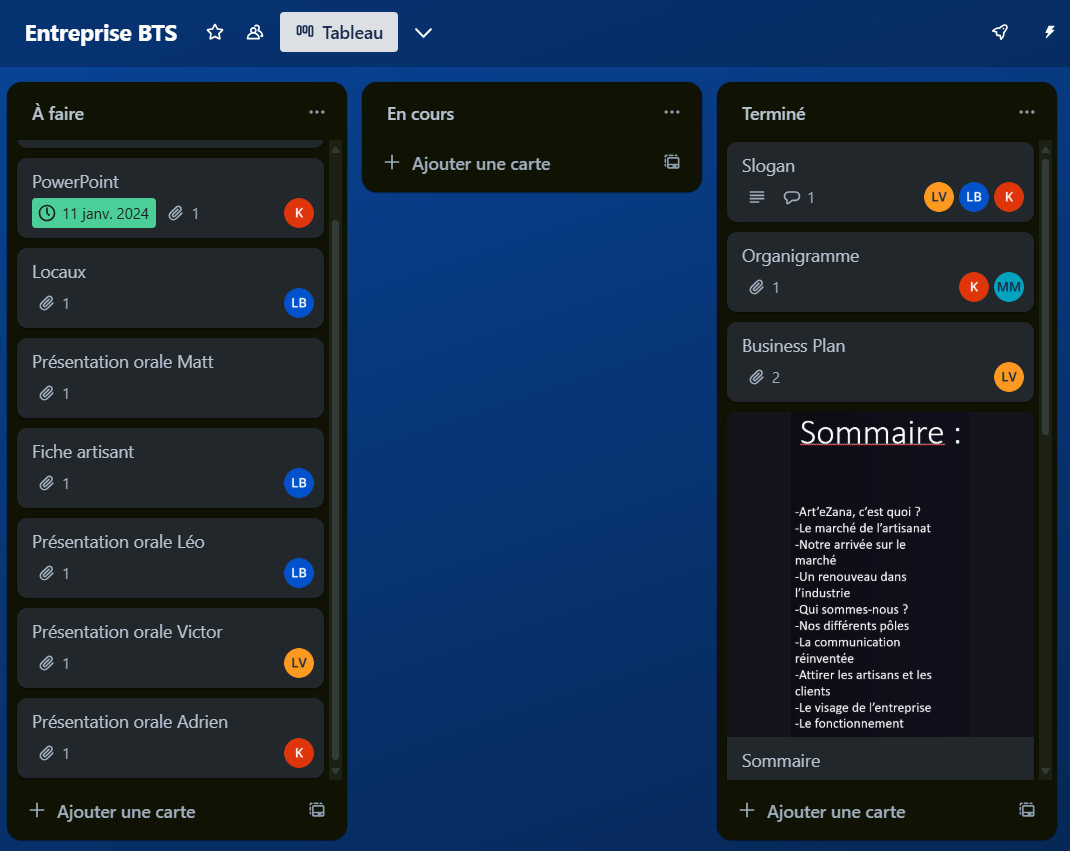 Entreprise BTS
Tableau
À faire
PowerPoint
11 janv. 2024
1
K
Locaux
1
LB
Présentation orale Matt
1
Fiche artisant
1
LB
Présentation orale Léo
1
LB
Présentation orale Victor
1
LV
Présentation orale Adrien
1
K
Ajouter une carte
En cours
Ajouter une carte
Terminé
Slogan
1
LV
LB
K
Organigramme
1
K
MM
Business Plan
2
LV
Sommaire :
-Art’eZana, c’est quoi ?
-Le marché de l’artisanat
-Notre arrivée sur le
marché
-Un renouveau dans
l’industrie
-Qui sommes-nous ?
-Nos différents pôles
-La communication
réinventée
-Attirer les artisans et les
clients
-Le visage de l’entreprise
-Le fonctionnement
Sommaire
Ajouter une carte